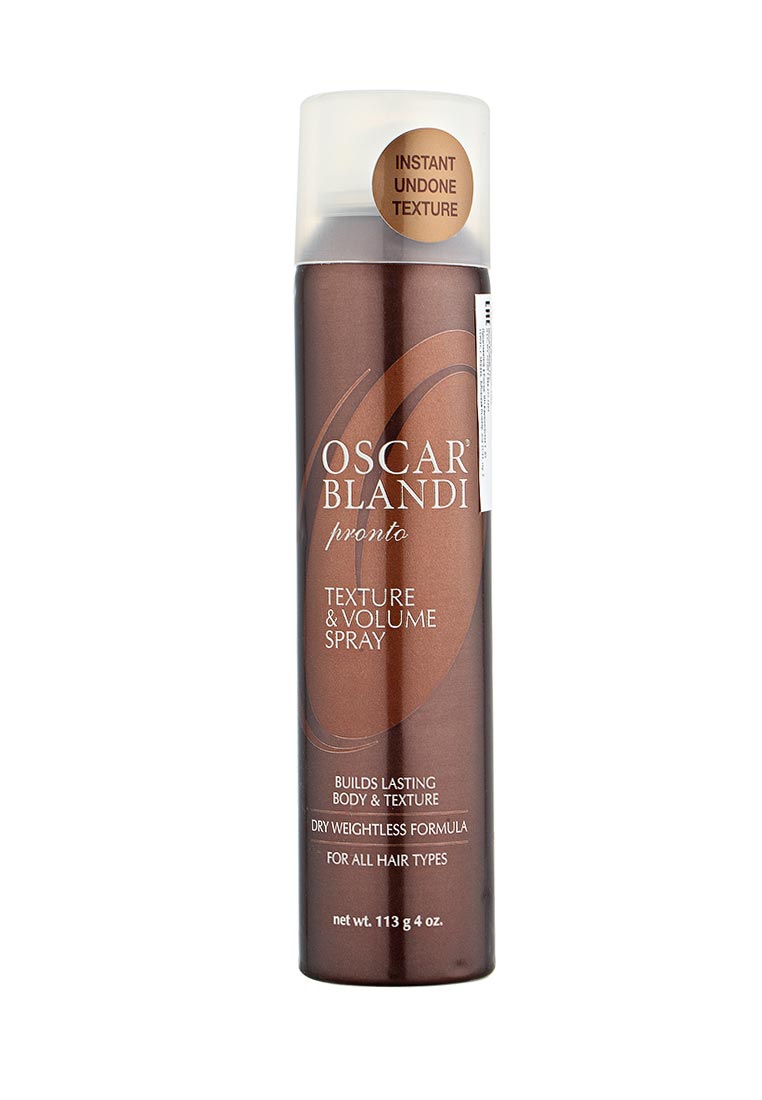 INSTANT
UNDONE
TEXTURE
OSCAR®
BLANDI
pronto
TEXTURE
& VOLUME
SPRAY
BUILDS LASTING
BODY & TEXTURE
DRY WEIGHTLESS FORMULA
FOR ALL HAIR TYPES
net wt. 113 g 4 oz.
EAC